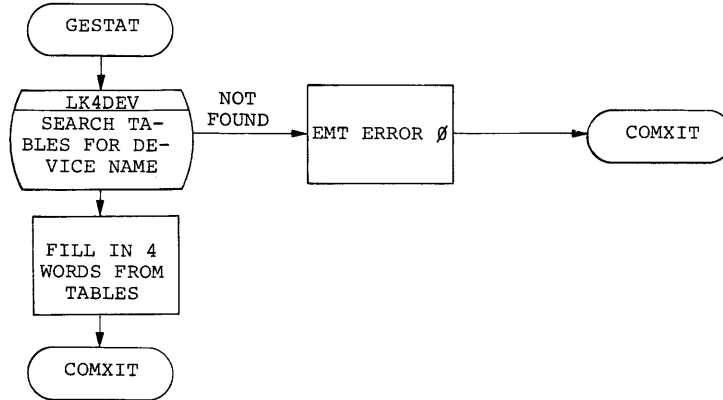 GESTAT
LK4DEV
SEARCH TA-
BLES FOR DE-
VICE NAME
NOT
FOUND
EMT ERROR Ø
COMXIT
FILL IN 4
WORDS FROM
TABLES
COMXIT